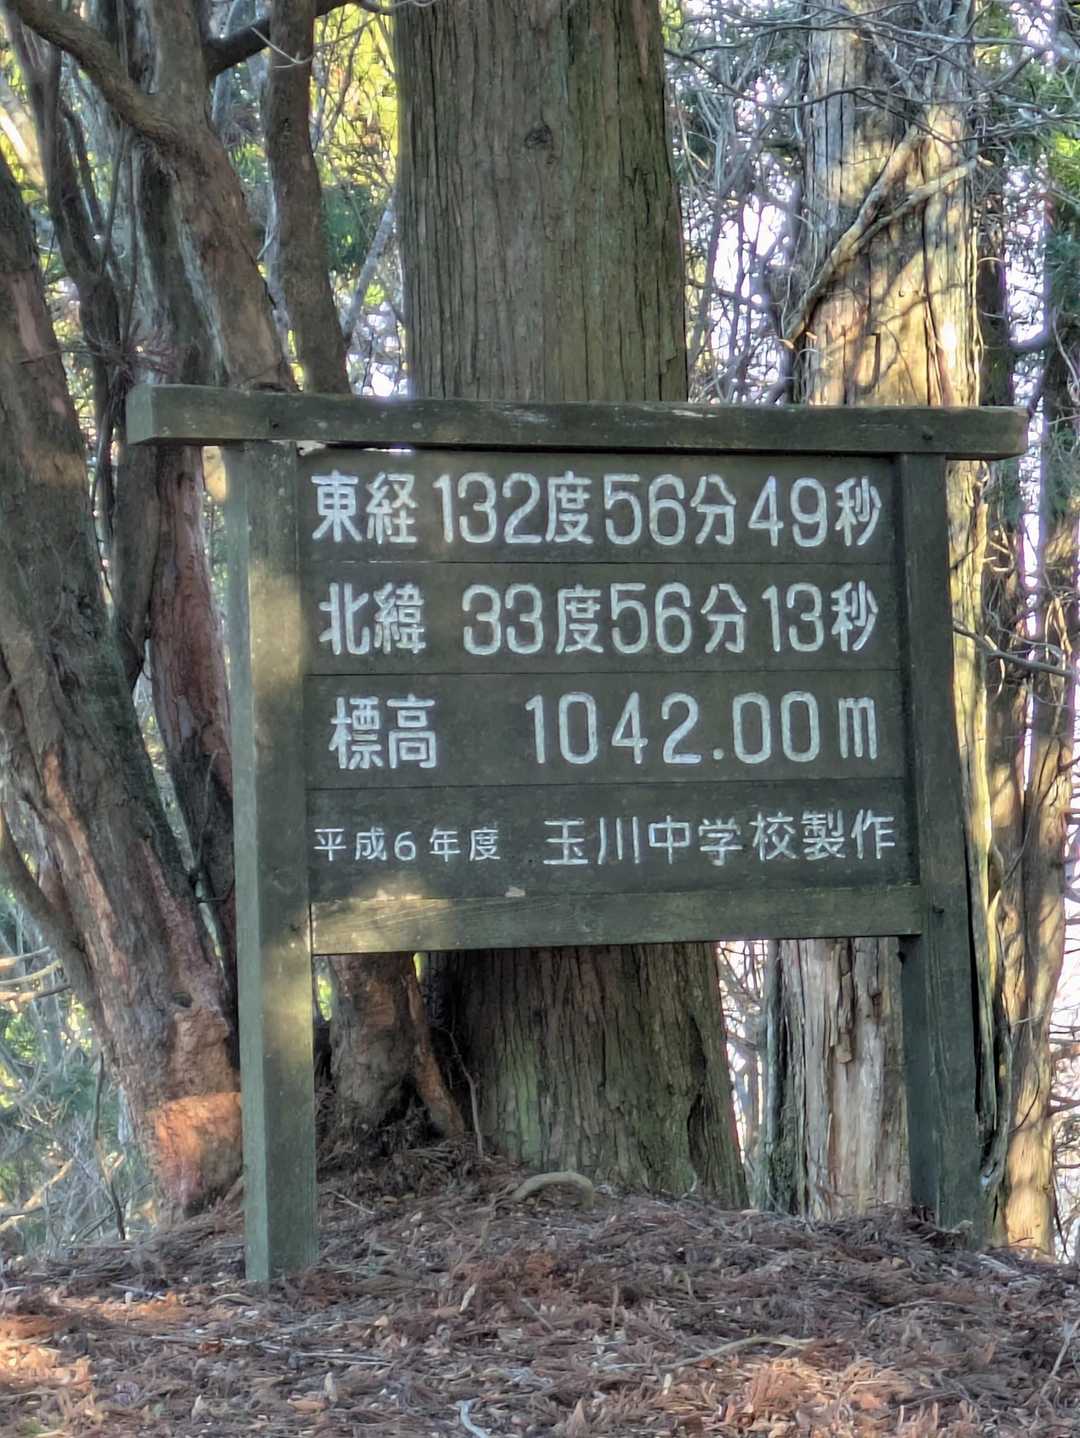 東経132度56分49秒
北緯 33度56分13秒
標高 1042.00m
平成6年度 玉川中学校製作